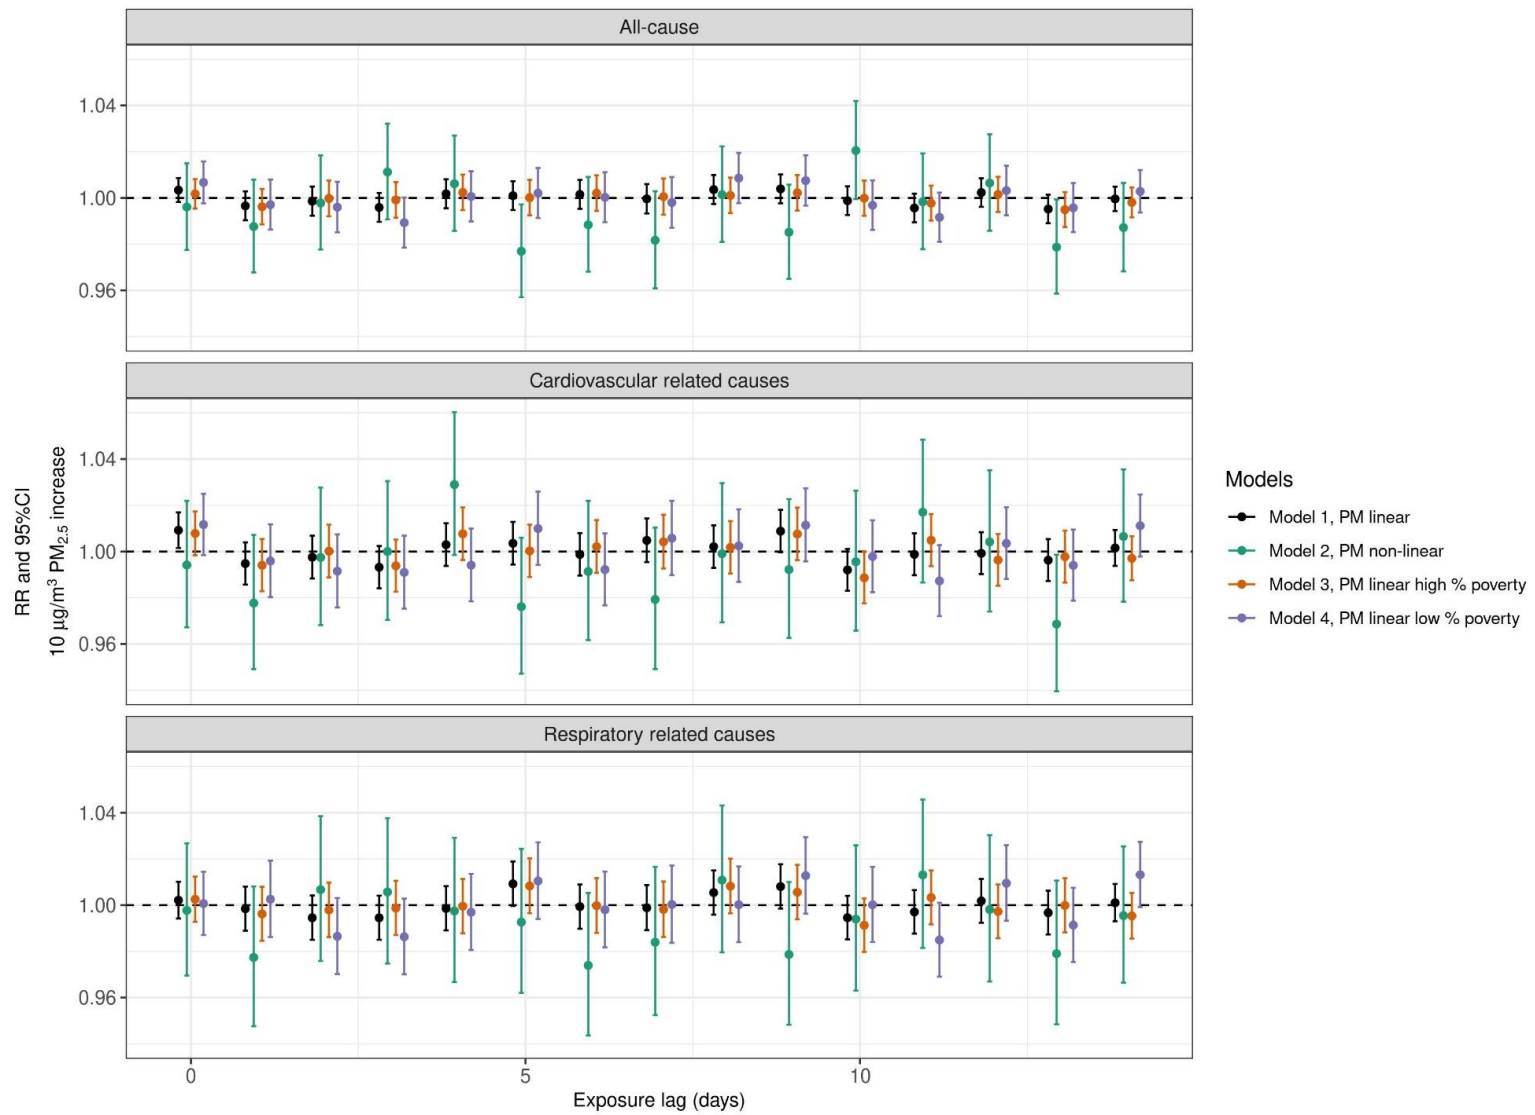 All-cause
1.04
1.00
0.96
Cardiovascular related causes
1.04
1.00
0.96
Respiratory related causes
1.04
1.00
0.96
0 5 10
Exposure lag (days)
RR and 95%CI
10 μg/m³ PM₂.₅ increase
Models
Model 1, PM linear
Model 2, PM non-linear
Model 3, PM linear high % poverty
Model 4, PM linear low % poverty